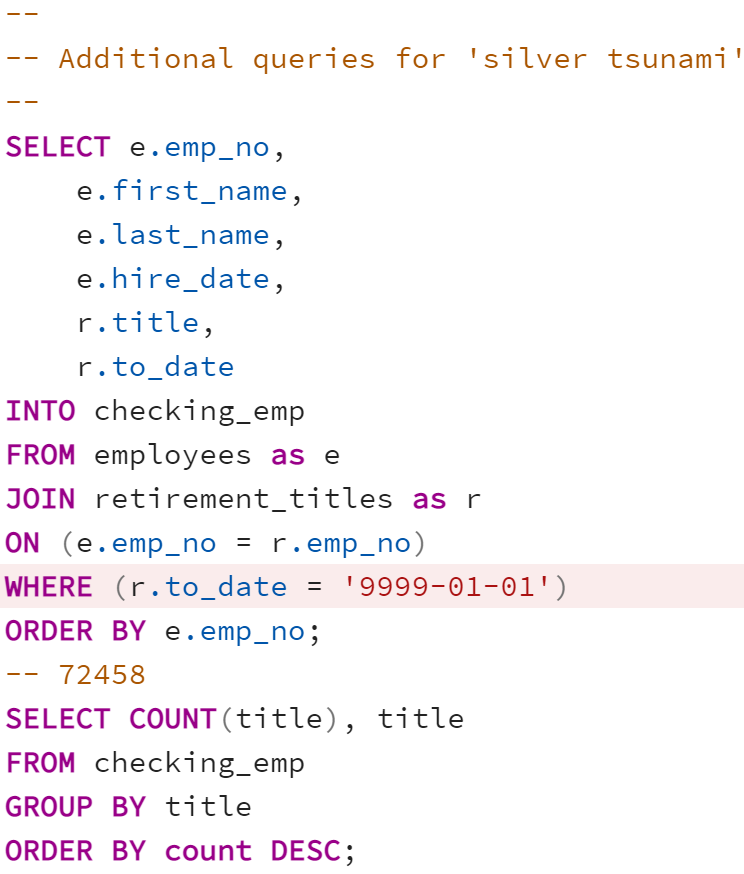 --
-- Additional queries for 'silver tsunami'
--
SELECT e.emp_no,
    e.first_name,
    e.last_name,
    e.hire_date,
    r.title,
    r.to_date
INTO checking_emp
FROM employees as e
JOIN retirement_titles as r
ON (e.emp_no = r.emp_no)
WHERE (r.to_date = '9999-01-01')
ORDER BY e.emp_no;
-- 72458
SELECT COUNT(title), title
FROM checking_emp
GROUP BY title
ORDER BY count DESC;